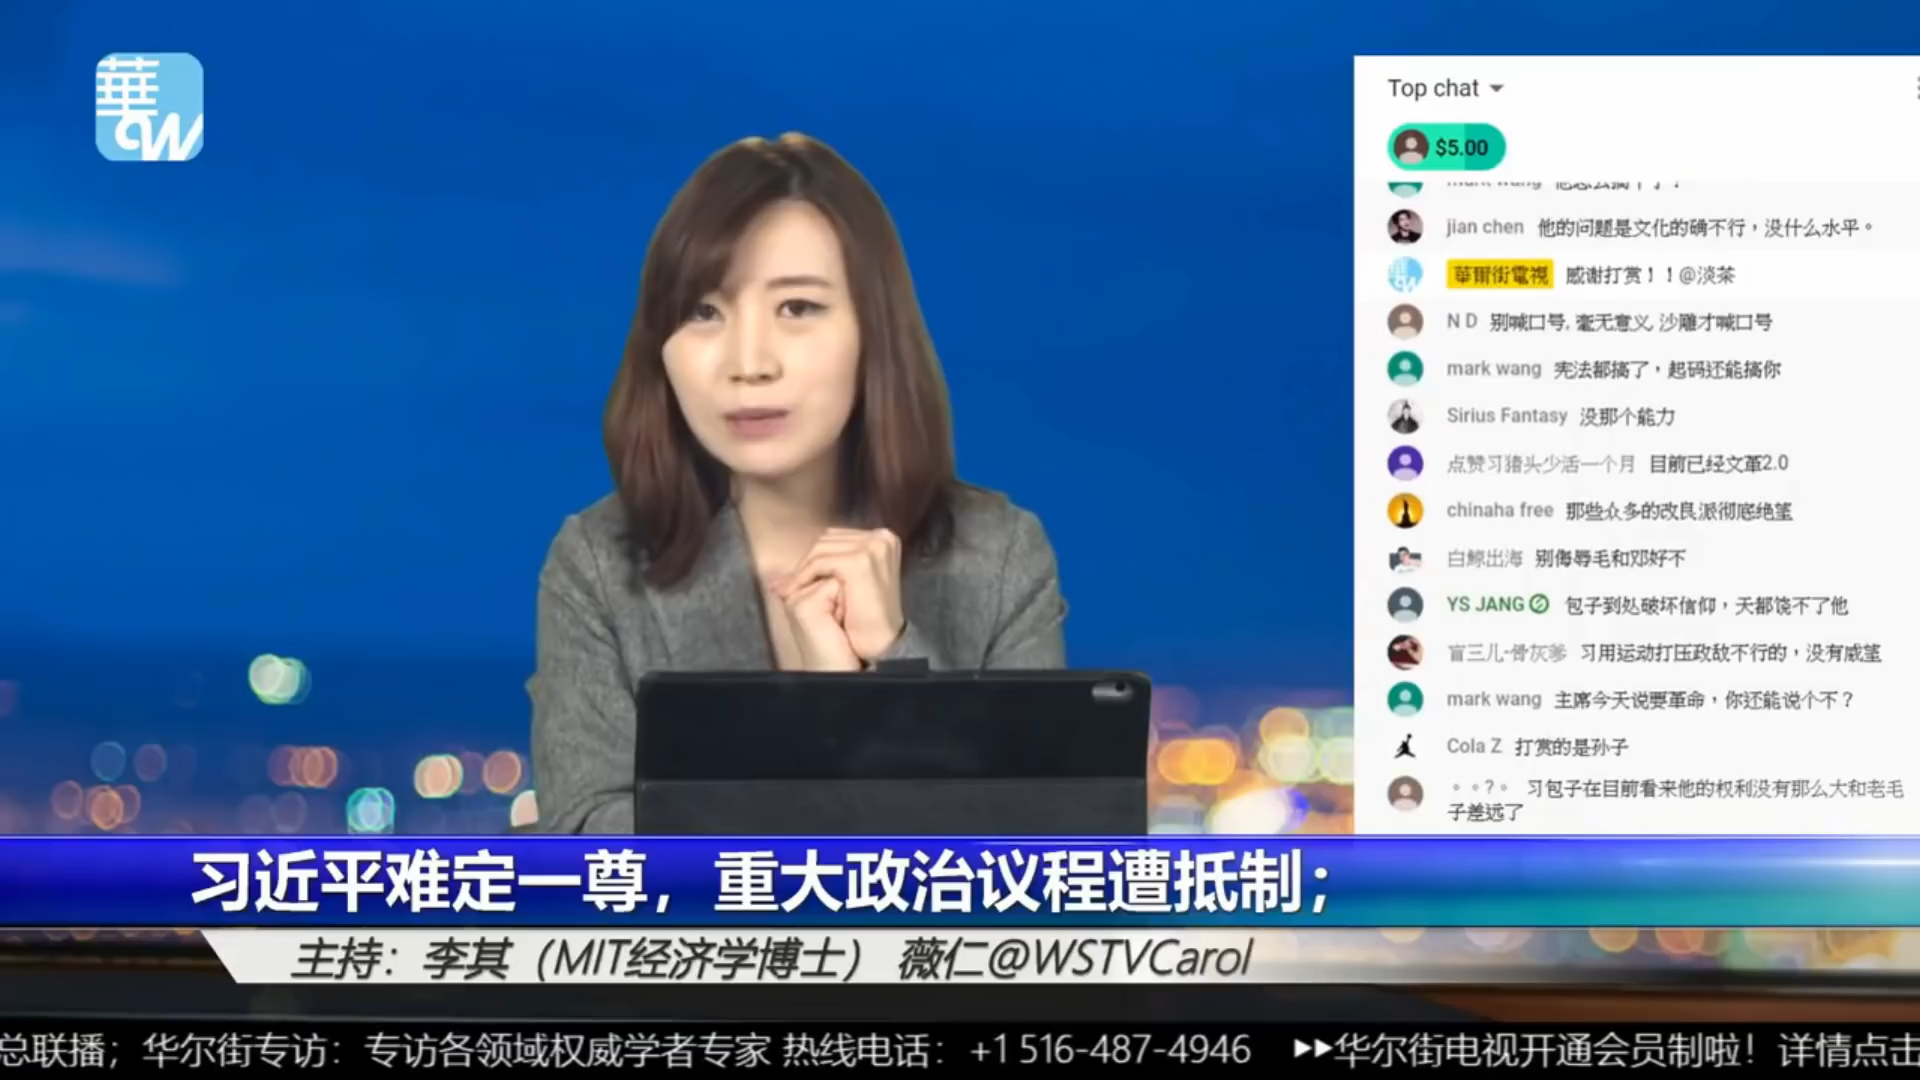 華
W
Top chat
$5.00
jian chen 他的问题是文化的确不行，没什么水平。
華爾街電視 感谢打赏！！@淡茶
N D 别喊口号, 毫无意义, 沙雕才喊口号
mark wang 宪法都搞了，起码还能搞你
Sirius Fantasy 没那个能力
点赞习猪头少活一个月 目前已经文革2.0
chinaha free 那些众多的改良派彻底绝望
白鲸出海 别侮辱毛和邓好不
YS JANG 包子到处破坏信仰，天都饶不了他
盲三儿-骨灰爹 习用运动打压政敌不行的，没有威望
mark wang 主席今天说要革命，你还能说个不？
Cola Z 打赏的是孙子
。。?。 习包子在目前看来他的权利没有那么大和老毛
子差远了
习近平难定一尊，重大政治议程遭抵制；
主持：李其（MIT经济学博士） 薇仁@WSTVCarol
总联播；华尔街专访：专访各领域权威学者专家 热线电话：+1 516-487-4946 ▶▶华尔街电视开通会员制啦！详情点击